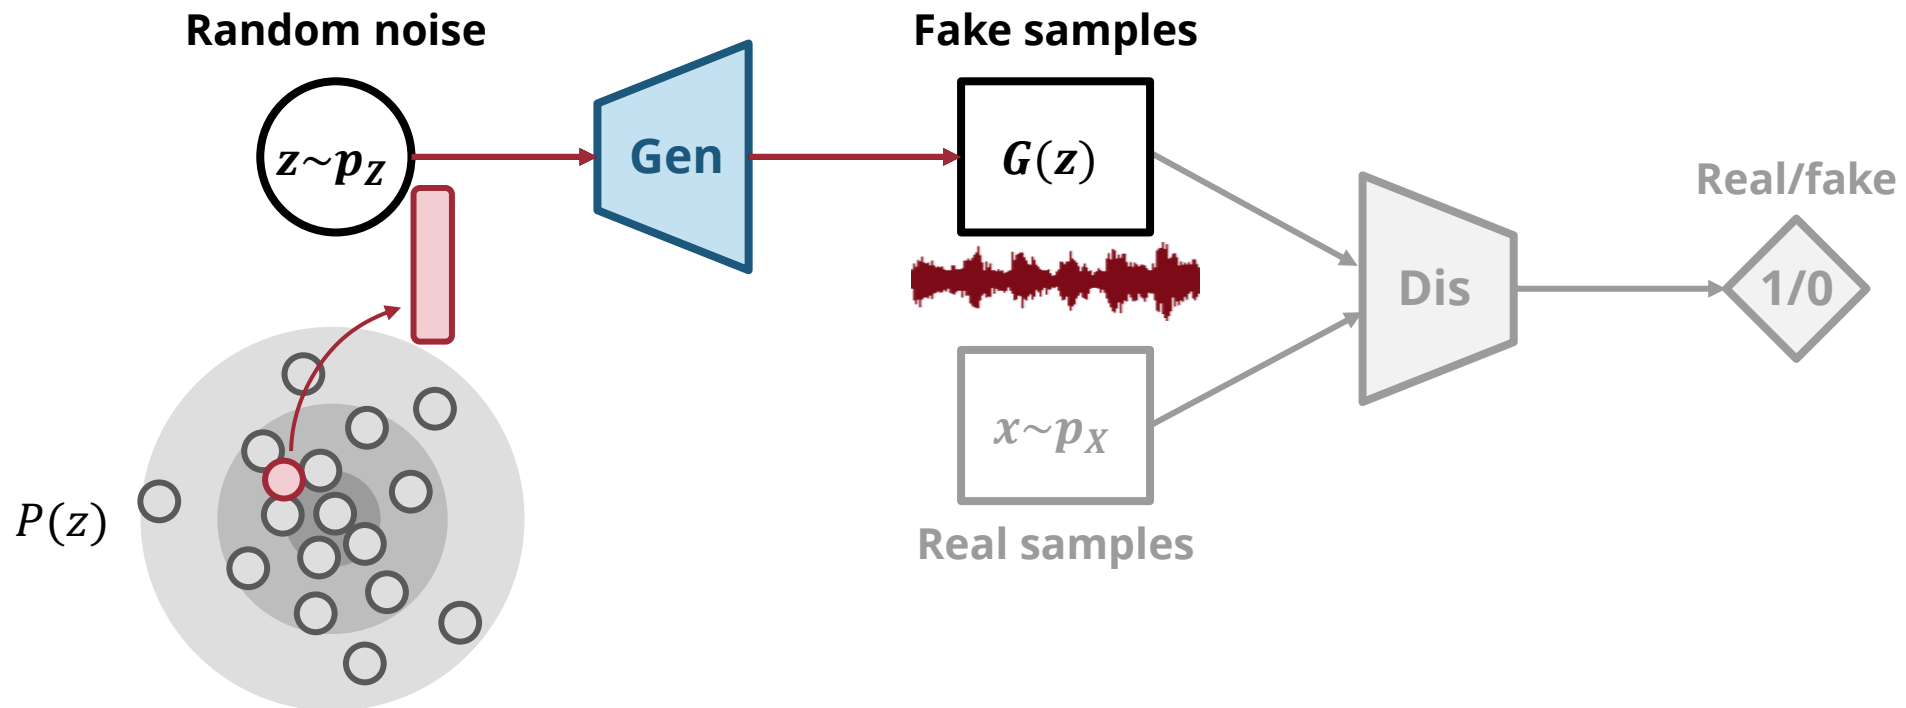 Random noise
Fake samples
z~p_Z
Gen
G(z)
Real/fake
Dis
1/0
x~p_X
P(z)
Real samples